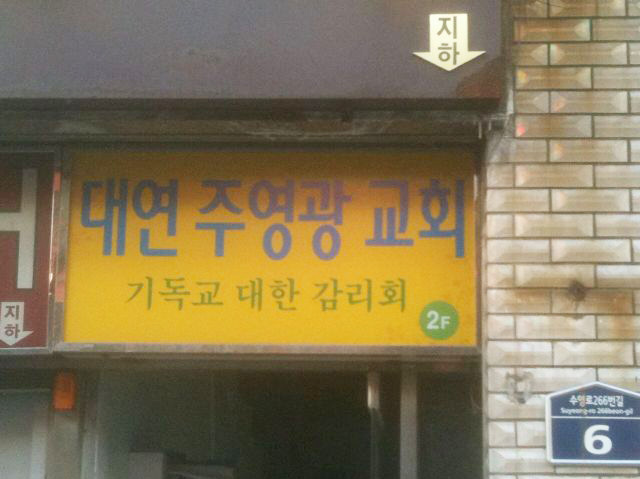 지하
대연 주영광 교회
기독교 대한 감리회
2F
지하
수영로266번길
Suyeong-ro 266beon-gil
6